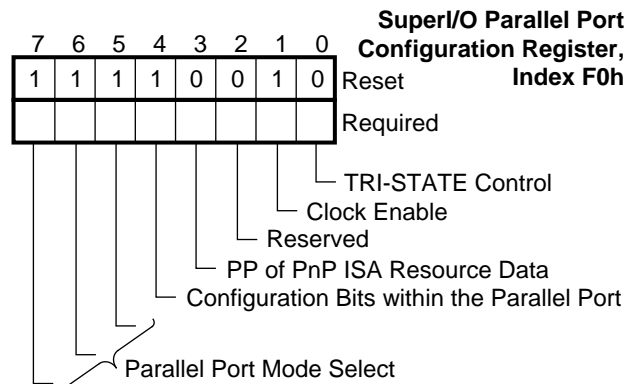 SuperI/O Parallel Port
Configuration Register,
Index F0h
7 6 5 4 3 2 1 0
1 1 1 1 0 0 1 0 Reset
Required
TRI-STATE Control
Clock Enable
Reserved
PP of PnP ISA Resource Data
Configuration Bits within the Parallel Port
Parallel Port Mode Select